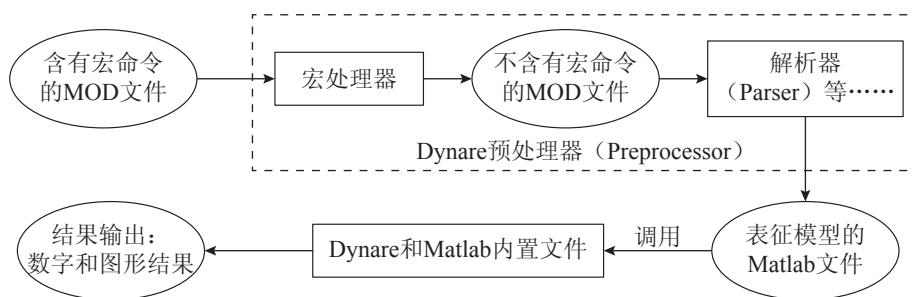 含有宏命令
的MOD文件
宏处理器
不含有宏命令
的MOD文件
解析器
（Parser）等……
Dynare预处理器（Preprocessor）
结果输出：
数字和图形结果
Dynare和Matlab内置文件
调用
表征模型的
Matlab文件